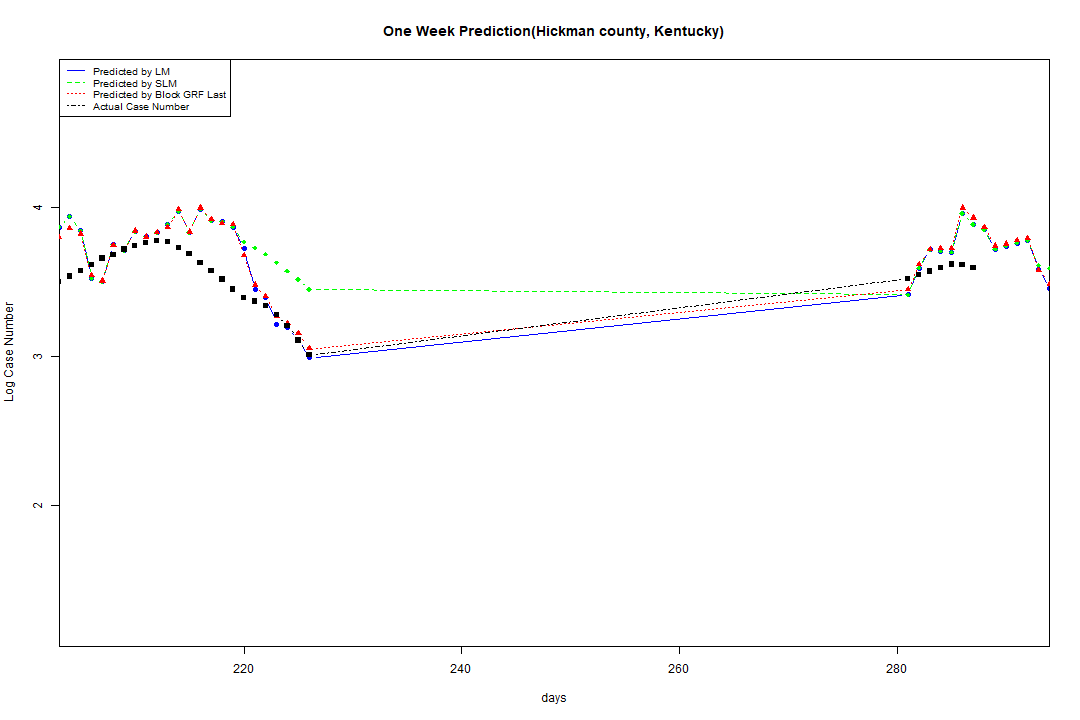 One Week Prediction(Hickman county, Kentucky)
Predicted by LM
Predicted by SLM
Predicted by Block GRF Last
Actual Case Number
4
3
2
Log Case Number
220 240 260 280
days